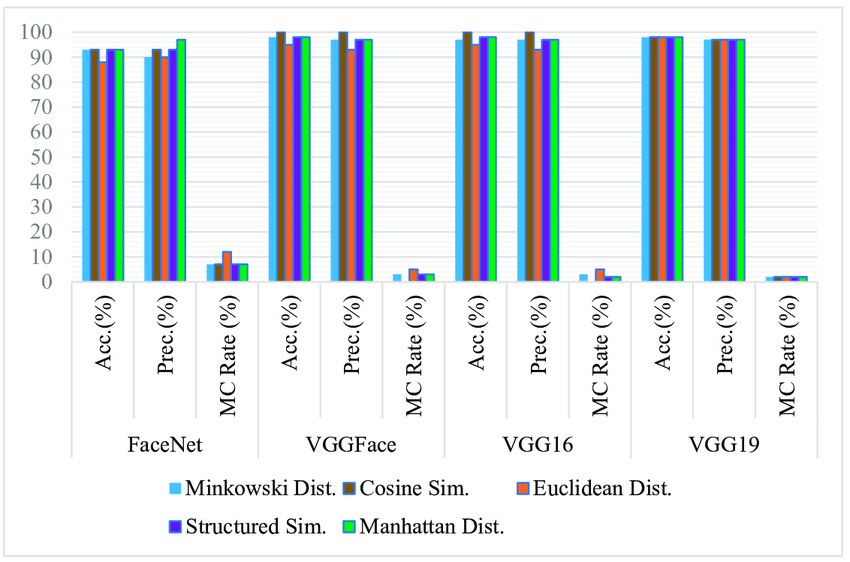 100
90
80
70
60
50
40
30
20
10
0
Acc.(%) Prec.(%) MC Rate (%) Acc.(%) Prec.(%) MC Rate (%) Acc.(%) Prec.(%) MC Rate (%) Acc.(%) Prec.(%) MC Rate (%)
FaceNet VGGFace VGG16 VGG19
Minkowski Dist. Cosine Sim. Euclidean Dist.
Structured Sim. Manhattan Dist.